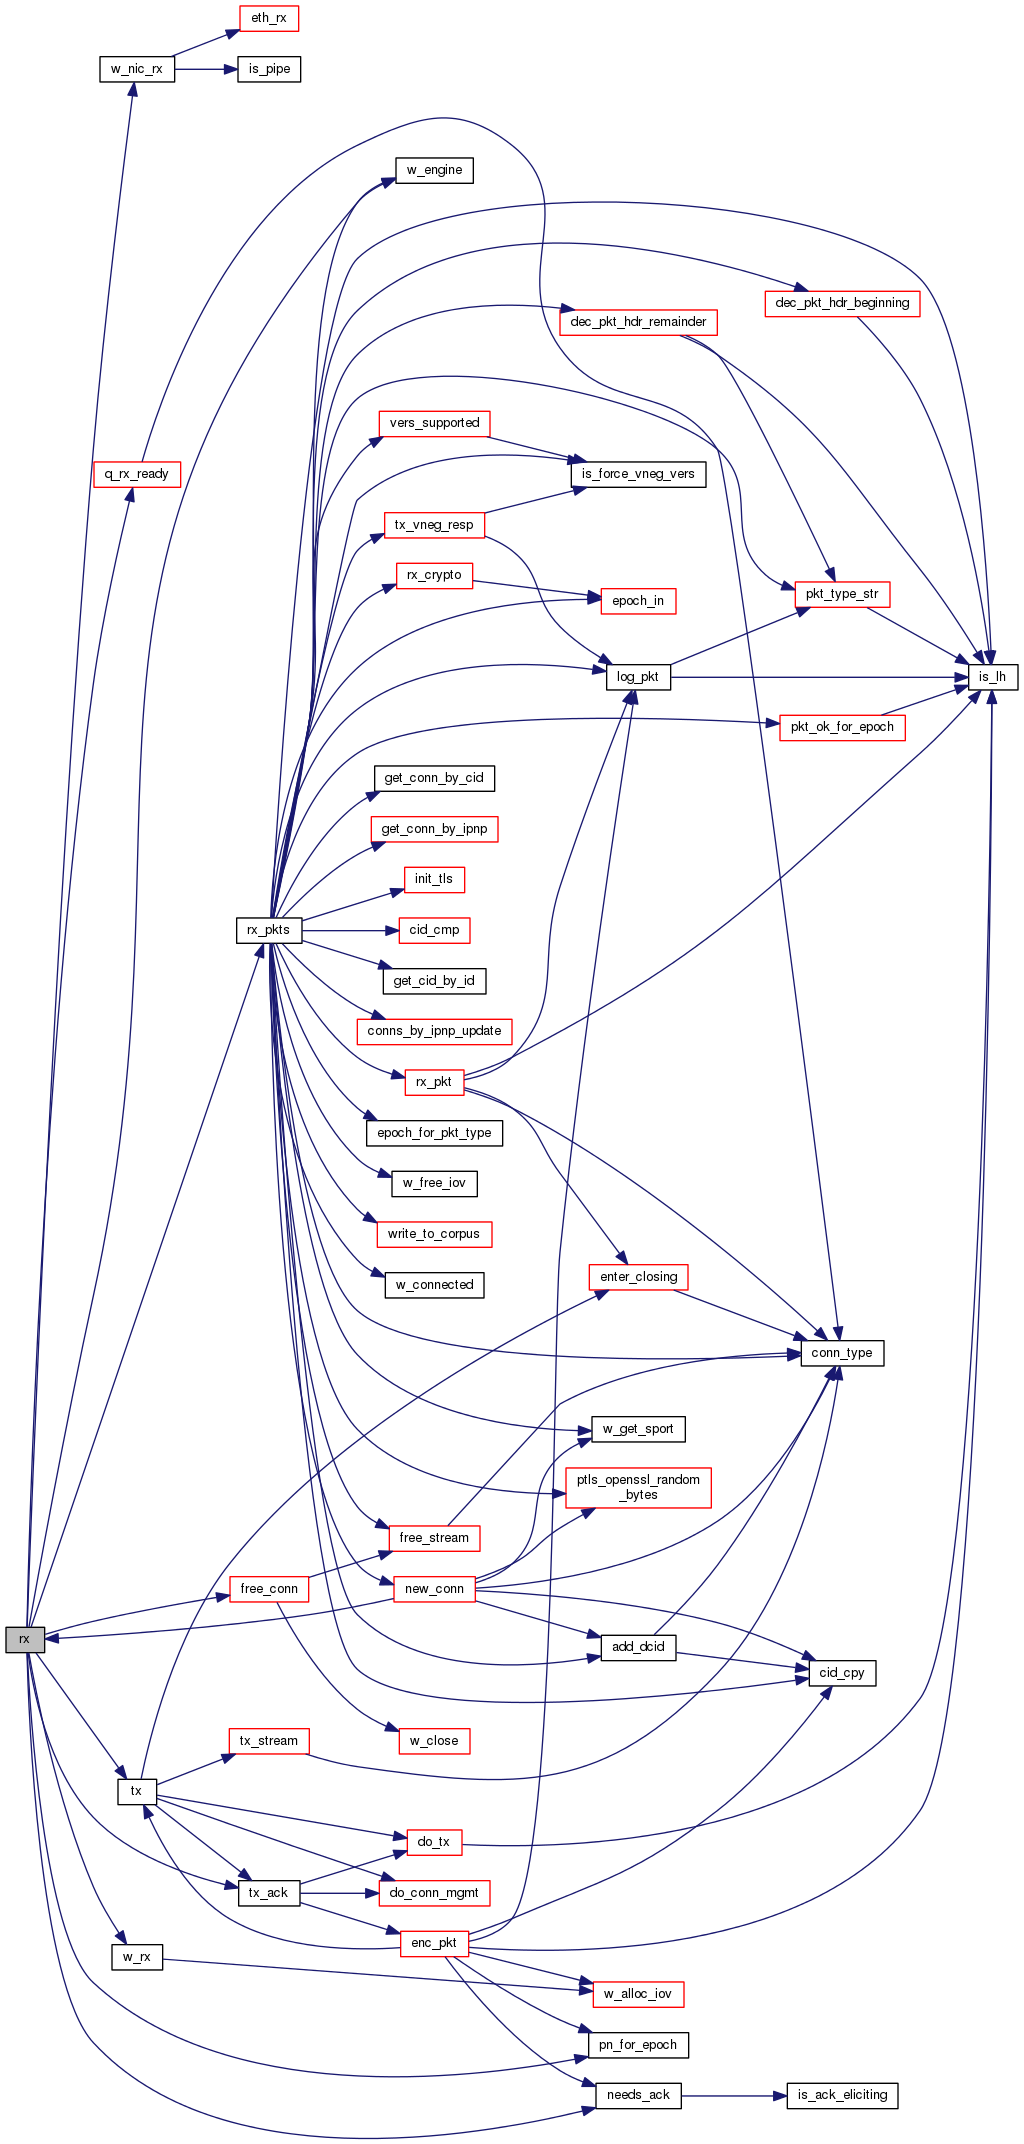 eth_rx
w_nic_rx
is_pipe
w_engine
dec_pkt_hdr_beginning
dec_pkt_hdr_remainder
vers_supported
q_rx_ready
is_force_vneg_vers
tx_vneg_resp
rx_crypto
pkt_type_str
epoch_in
log_pkt
is_lh
pkt_ok_for_epoch
get_conn_by_cid
get_conn_by_ipnp
init_tls
rx_pkts
cid_cmp
get_cid_by_id
conns_by_ipnp_update
rx_pkt
epoch_for_pkt_type
w_free_iov
write_to_corpus
enter_closing
w_connected
conn_type
w_get_sport
ptls_openssl_random
_bytes
free_stream
free_conn
new_conn
rx
add_dcid
cid_cpy
tx_stream
w_close
tx
do_tx
tx_ack
do_conn_mgmt
enc_pkt
w_rx
w_alloc_iov
pn_for_epoch
needs_ack
is_ack_eliciting